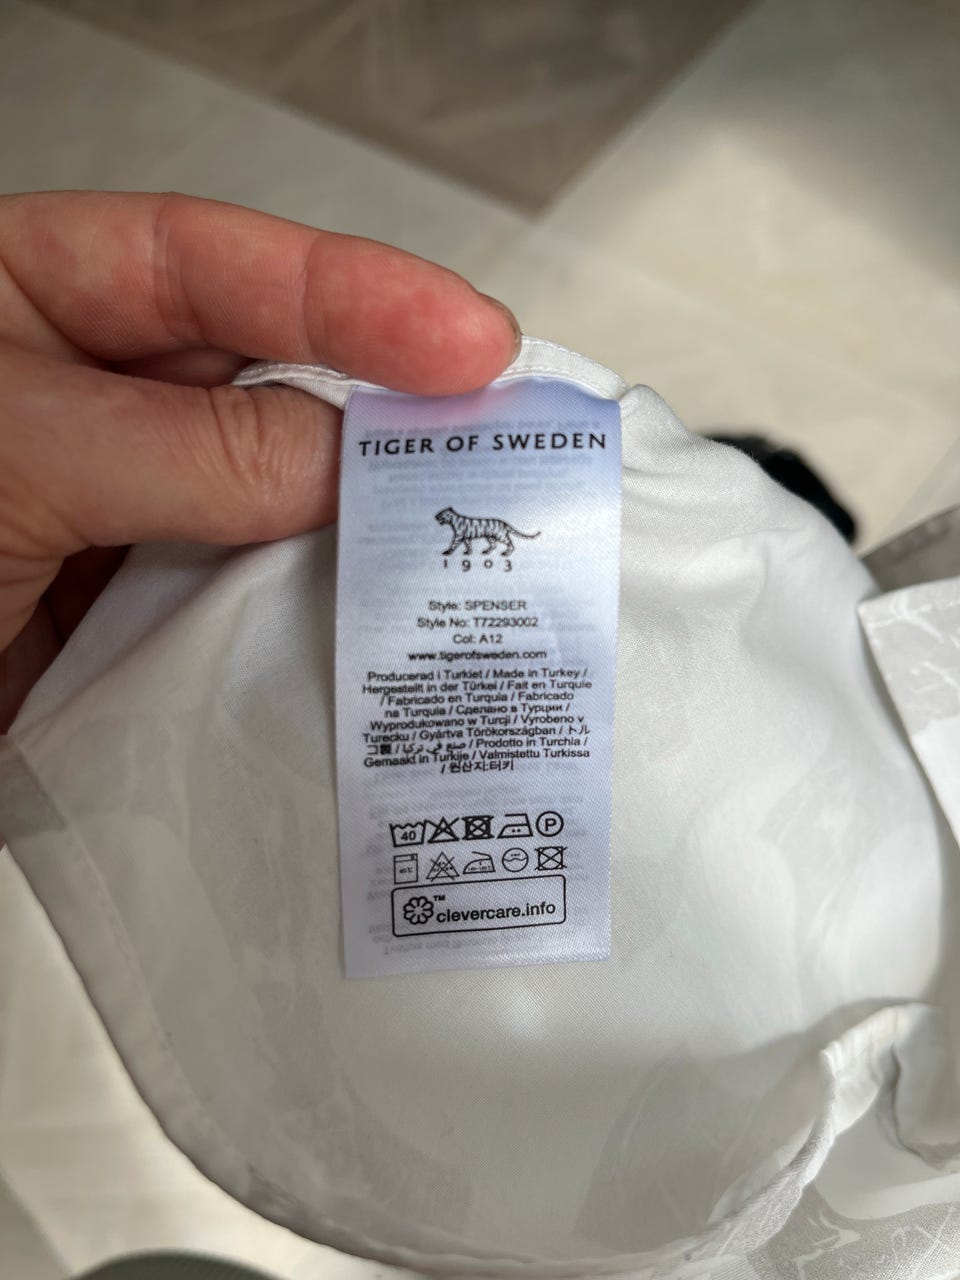 TIGER OF SWEDEN
1903
Style: SPENSER
Style No: T72293002
Col: A12
www.tigerofsweden.com
Producerad i Turkiet / Made in Turkey /
Hergestellt in der Türkei / Fait en Turquie
/ Fabricado en Turquía / Fabricado
na Turquia / Сделано в Турции /
Wyprodukowano w Turcji / Vyrobeno v
Turecku / Gyártva Törökországban / トル
コ製 / صنع في تركيا / Prodotto in Turchia /
Gemaakt in Turkije / Valmistettu Turkissa
/ 원산지:터키
40 P
clevercare.info